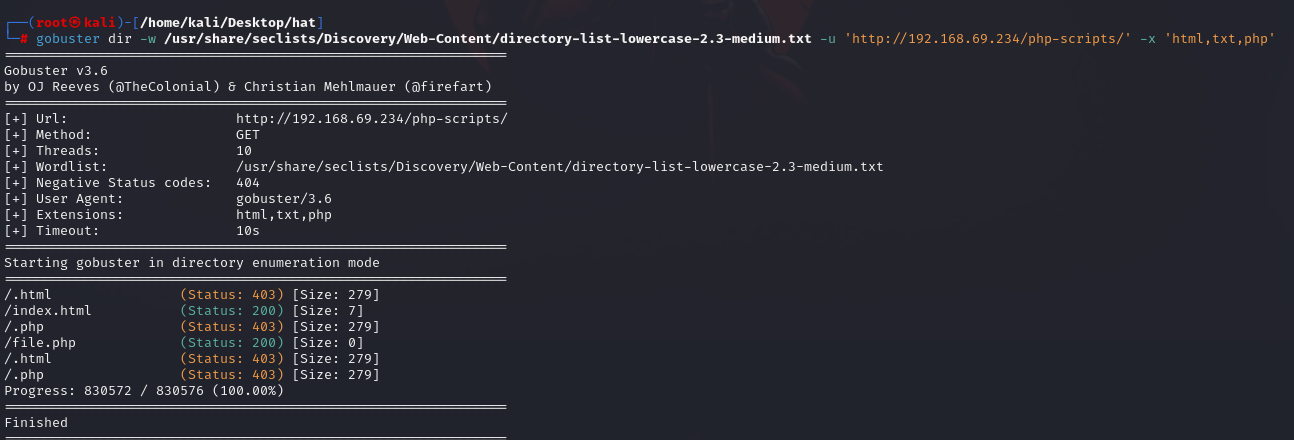 ┌──(root㉿kali)-[/home/kali/Desktop/hat]
└─# gobuster dir -w /usr/share/seclists/Discovery/Web-Content/directory-list-lowercase-2.3-medium.txt -u 'http://192.168.69.234/php-scripts/' -x 'html,txt,php'
===============================================================
Gobuster v3.6
by OJ Reeves (@TheColonial) & Christian Mehlmauer (@firefart)
===============================================================
[+] Url:                     http://192.168.69.234/php-scripts/
[+] Method:                  GET
[+] Threads:                 10
[+] Wordlist:                /usr/share/seclists/Discovery/Web-Content/directory-list-lowercase-2.3-medium.txt
[+] Negative Status codes:   404
[+] User Agent:              gobuster/3.6
[+] Extensions:              html,txt,php
[+] Timeout:                 10s
===============================================================
Starting gobuster in directory enumeration mode
===============================================================
/.html                (Status: 403) [Size: 279]
/index.html           (Status: 200) [Size: 7]
/.php                 (Status: 403) [Size: 279]
/file.php             (Status: 200) [Size: 0]
/.html                (Status: 403) [Size: 279]
/.php                 (Status: 403) [Size: 279]
Progress: 830572 / 830576 (100.00%)
===============================================================
Finished
===============================================================